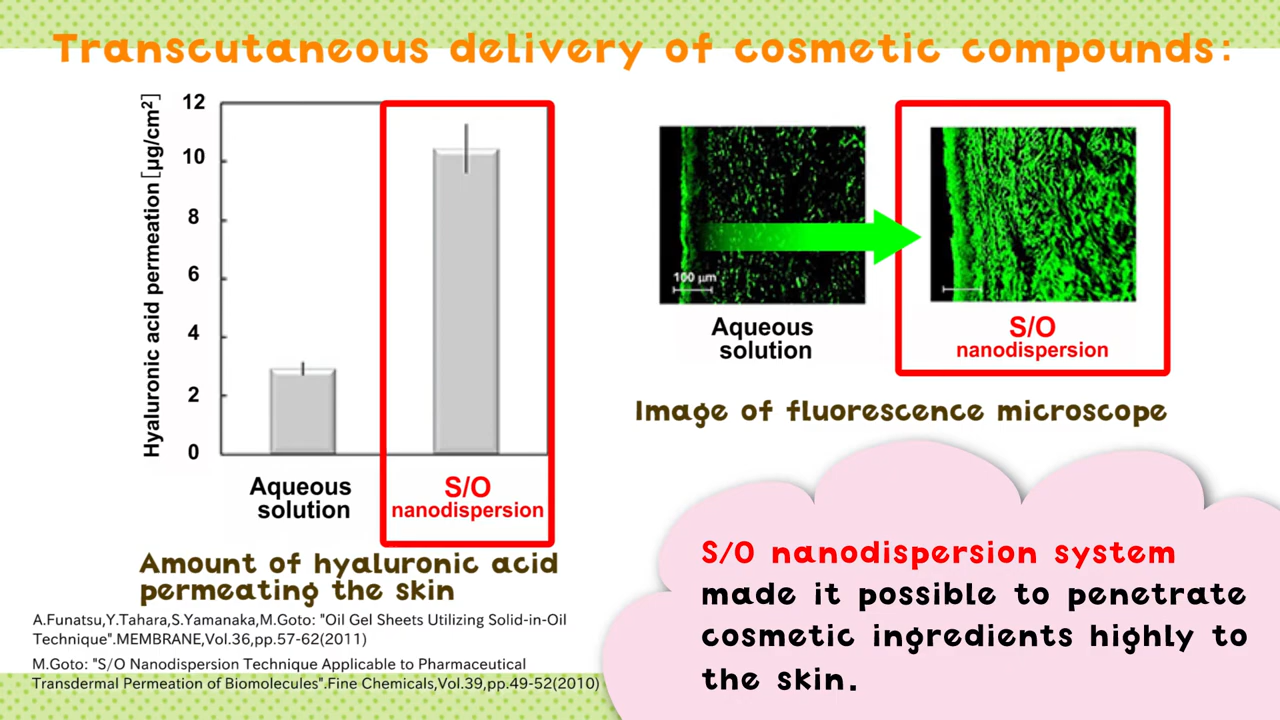 Transcutaneous delivery of cosmetic compounds:
Hyaluronic acid permeation [μg/cm²]
12
10
8
6
4
2
0
Aqueous
solution
S/O
nanodispersion
Amount of hyaluronic acid
permeating the skin
100 μm
Aqueous
solution
S/O
nanodispersion
Image of fluorescence microscope
A.Funatsu,Y.Tahara,S.Yamanaka,M.Goto: "Oil Gel Sheets Utilizing Solid-in-Oil
Technique".MEMBRANE,Vol.36,pp.57-62(2011)
M.Goto: "S/O Nanodispersion Technique Applicable to Pharmaceutical
Transdermal Permeation of Biomolecules".Fine Chemicals,Vol.39,pp.49-52(2010)
S/O nanodispersion system
made it possible to penetrate
cosmetic ingredients highly to
the skin.